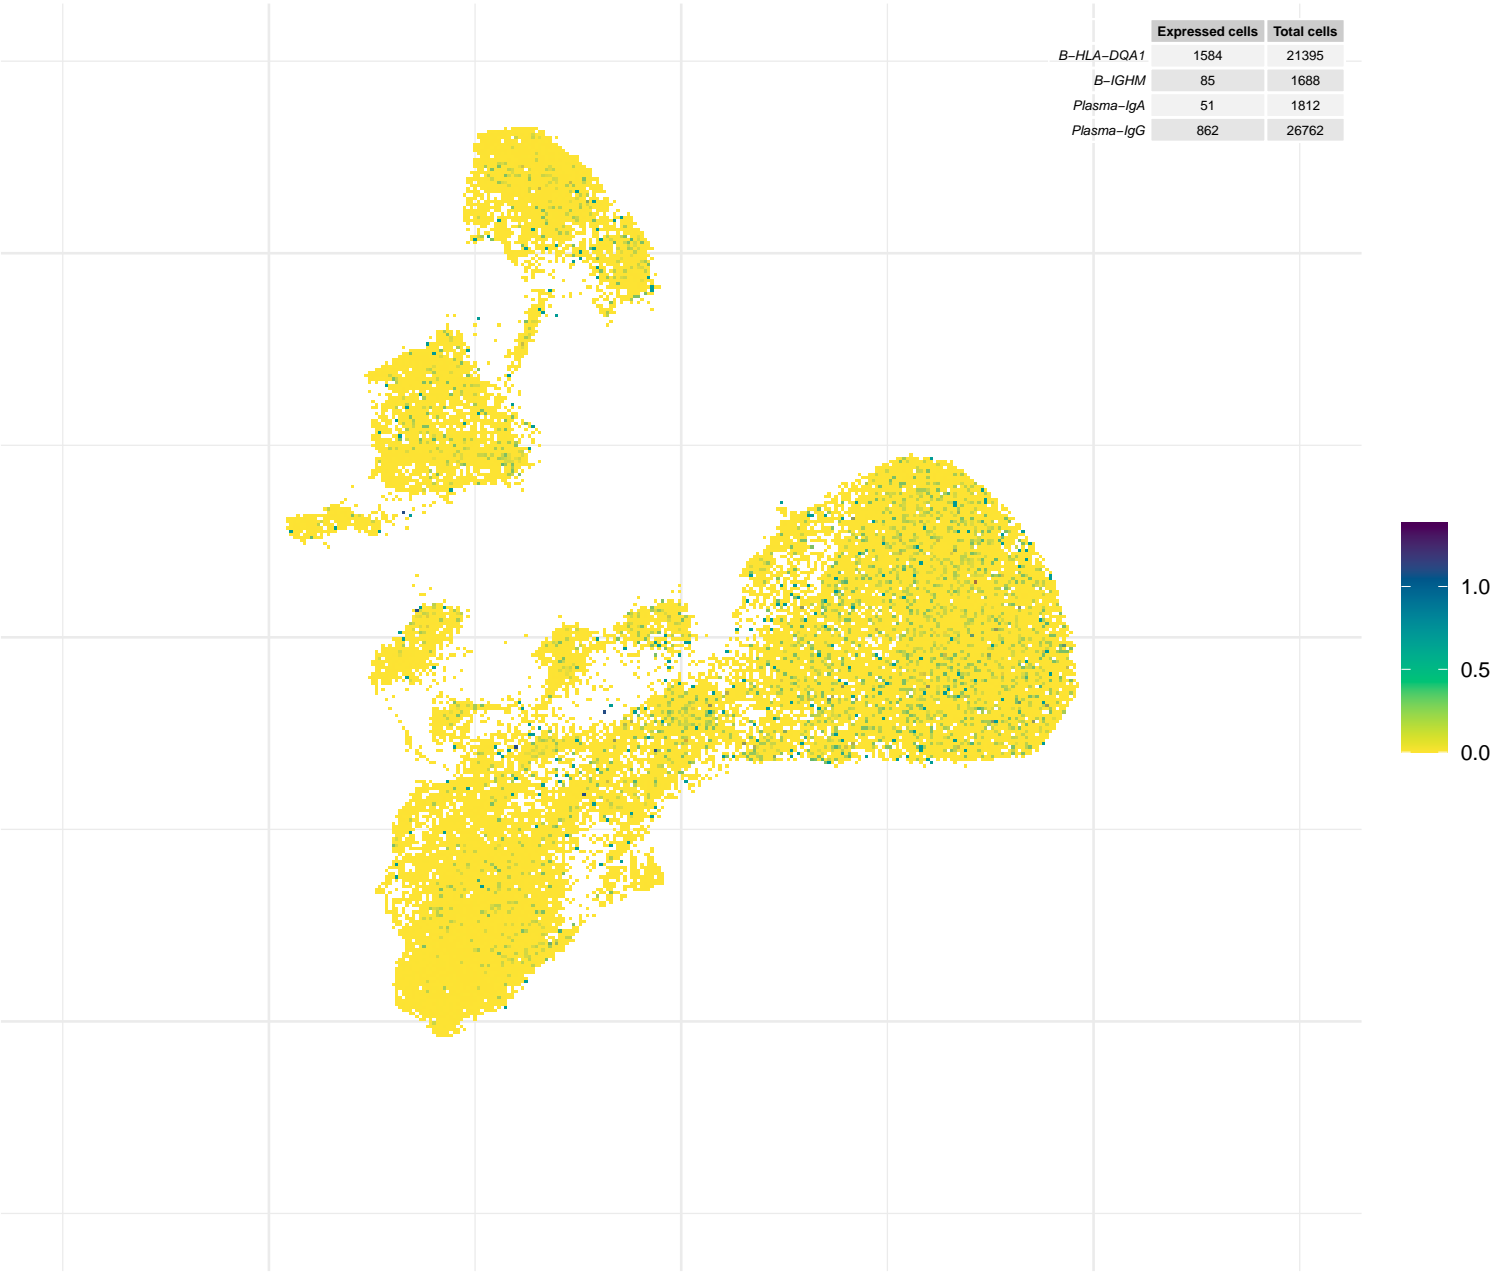 Expressed cells Total cells
B−HLA−DQA1 1584 21395
B−IGHM 85 1688
Plasma−IgA 51 1812
Plasma−IgG 862 26762
1.0
0.5
0.0